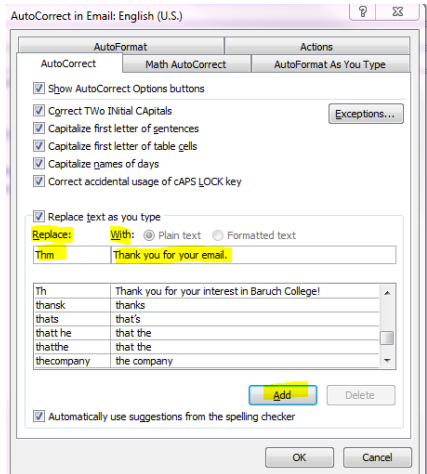 AutoCorrect in Email: English (U.S.)
AutoFormat Actions
AutoCorrect Math AutoCorrect AutoFormat As You Type
Show AutoCorrect Options buttons
Correct TWo INitial CApitals
Exceptions...
Capitalize first letter of sentences
Capitalize first letter of table cells
Capitalize names of days
Correct accidental usage of cAPS LOCK key
Replace text as you type
Replace: With: Plain text Formatted text
Thm Thank you for your email.
Th Thank you for your interest in Baruch College!
thansk thanks
thats that's
thatt he that the
thatthe that the
thecompany the company
Add Delete
Automatically use suggestions from the spelling checker
OK Cancel